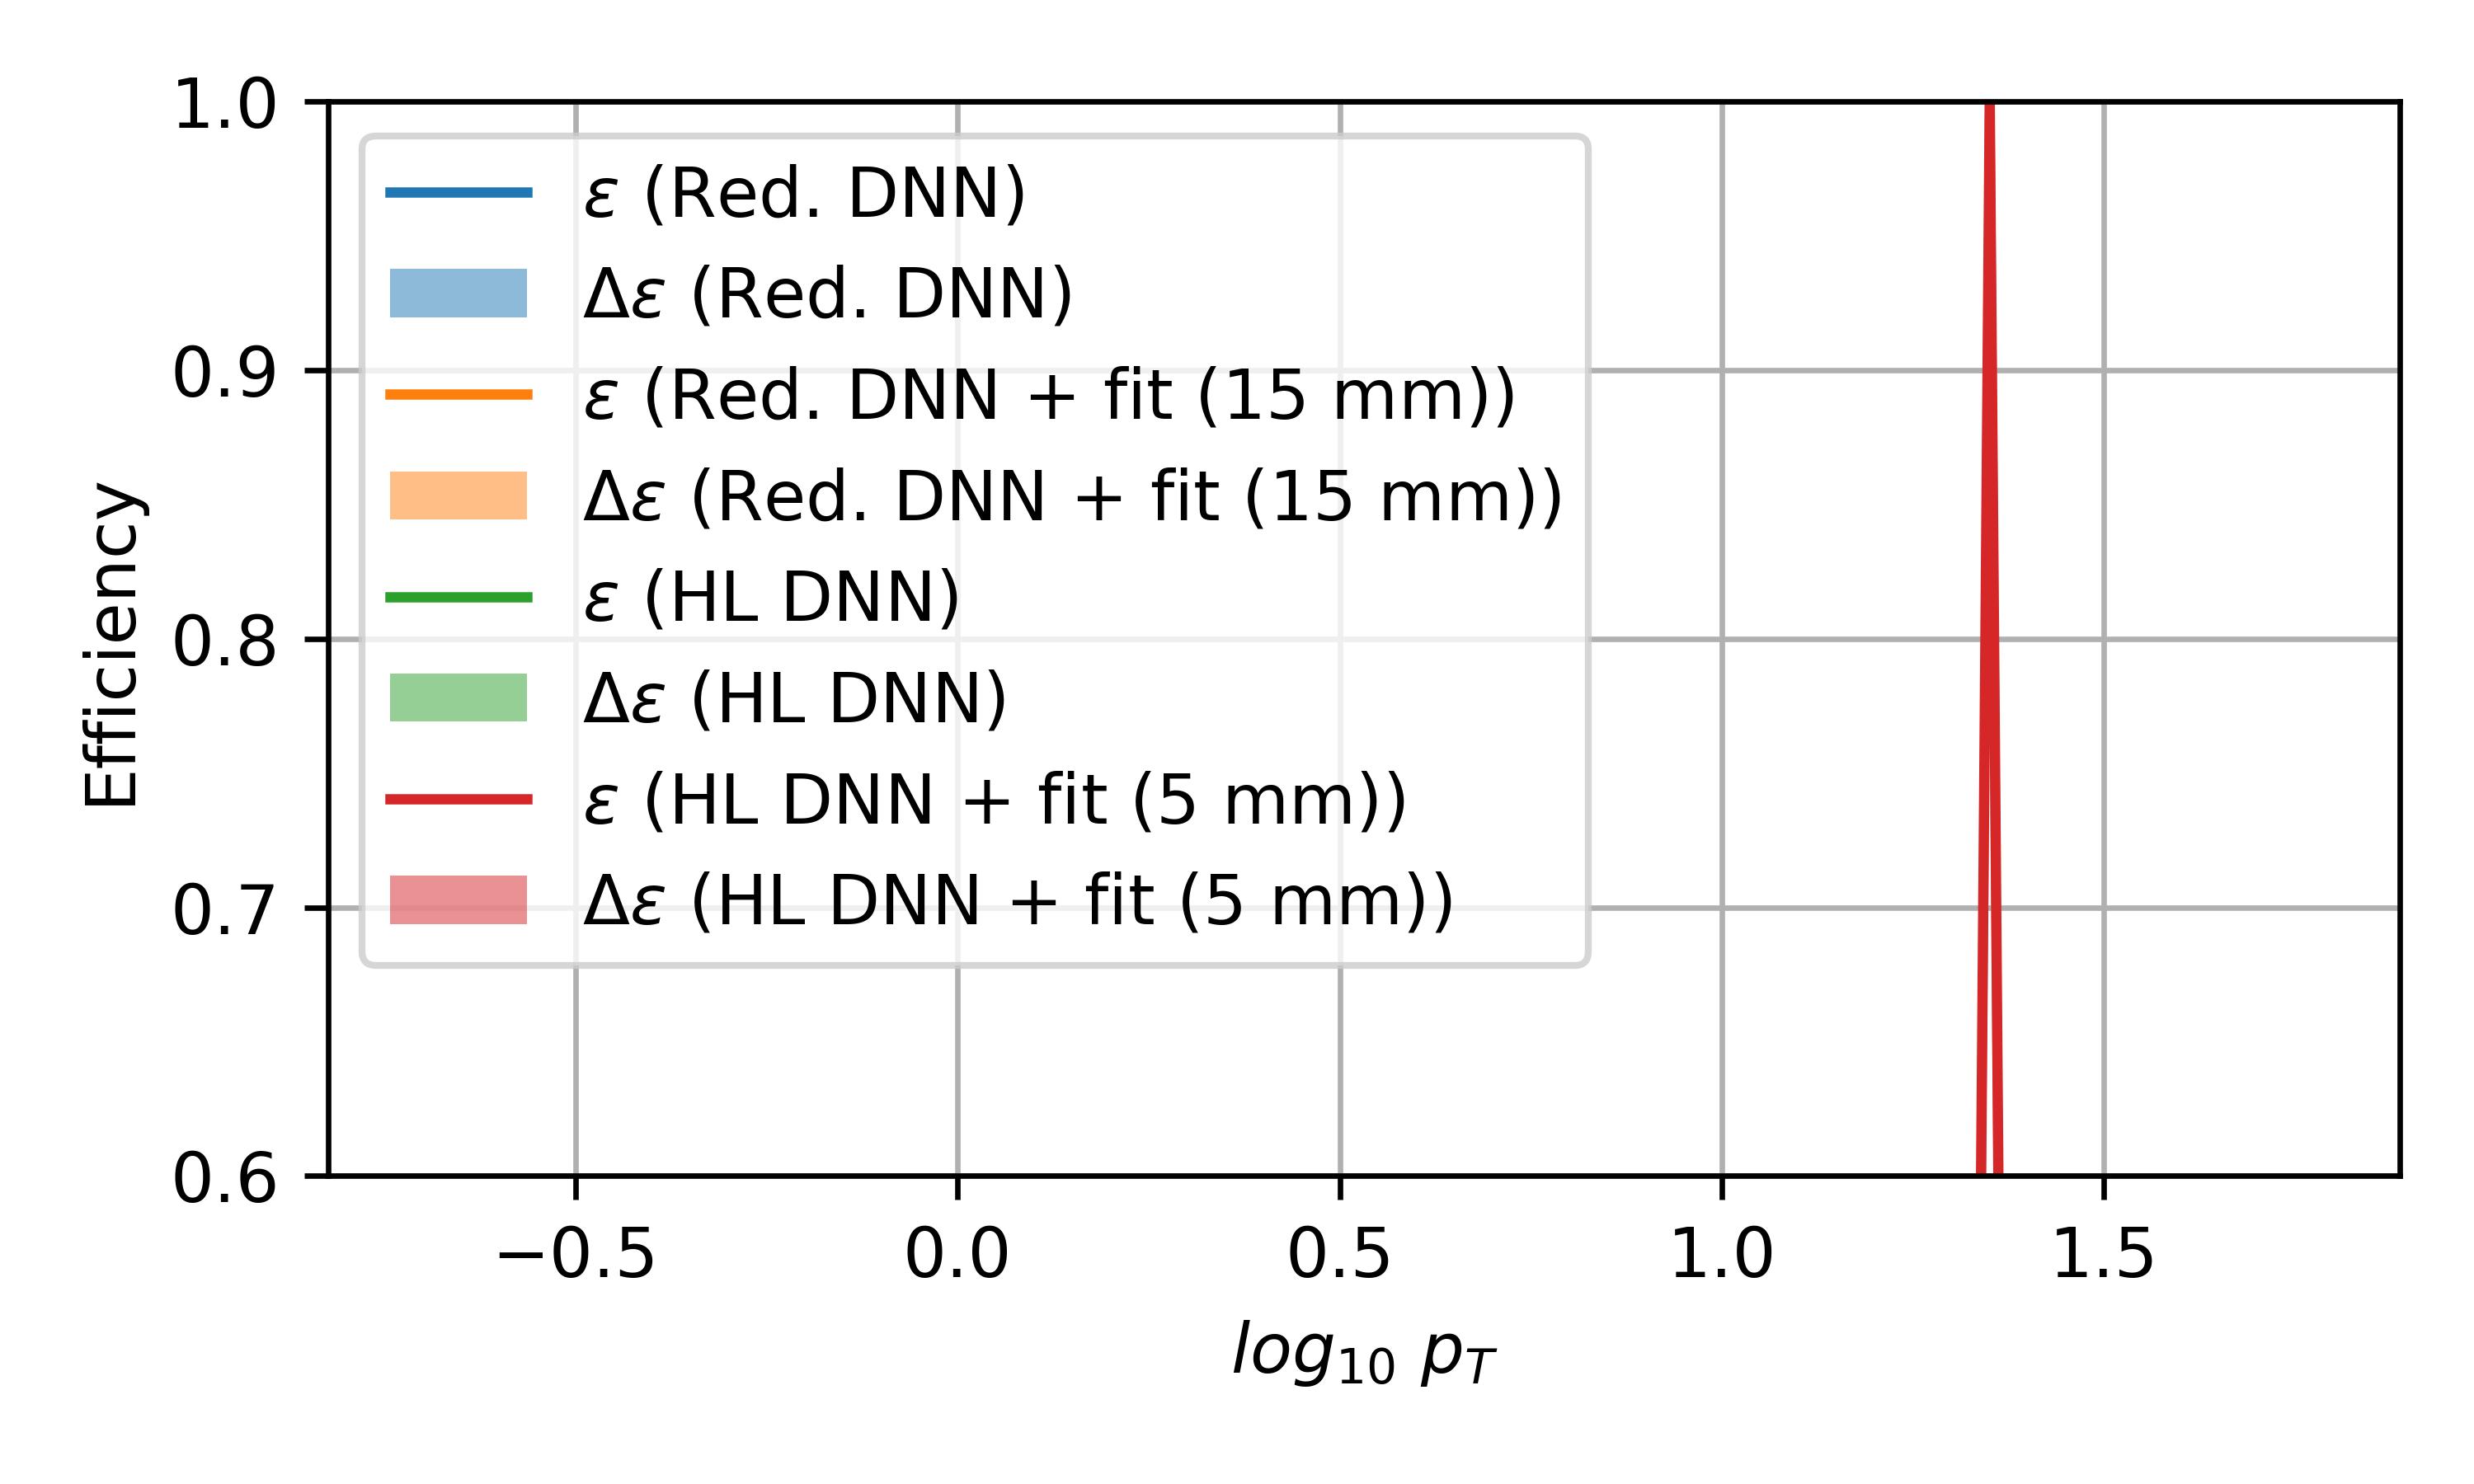 1.0
0.9
0.8
0.7
0.6
Efficiency
ε (Red. DNN)
Δε (Red. DNN)
ε (Red. DNN + fit (15 mm))
Δε (Red. DNN + fit (15 mm))
ε (HL DNN)
Δε (HL DNN)
ε (HL DNN + fit (5 mm))
Δε (HL DNN + fit (5 mm))
−0.5 0.0 0.5 1.0 1.5
log₁₀ p_T